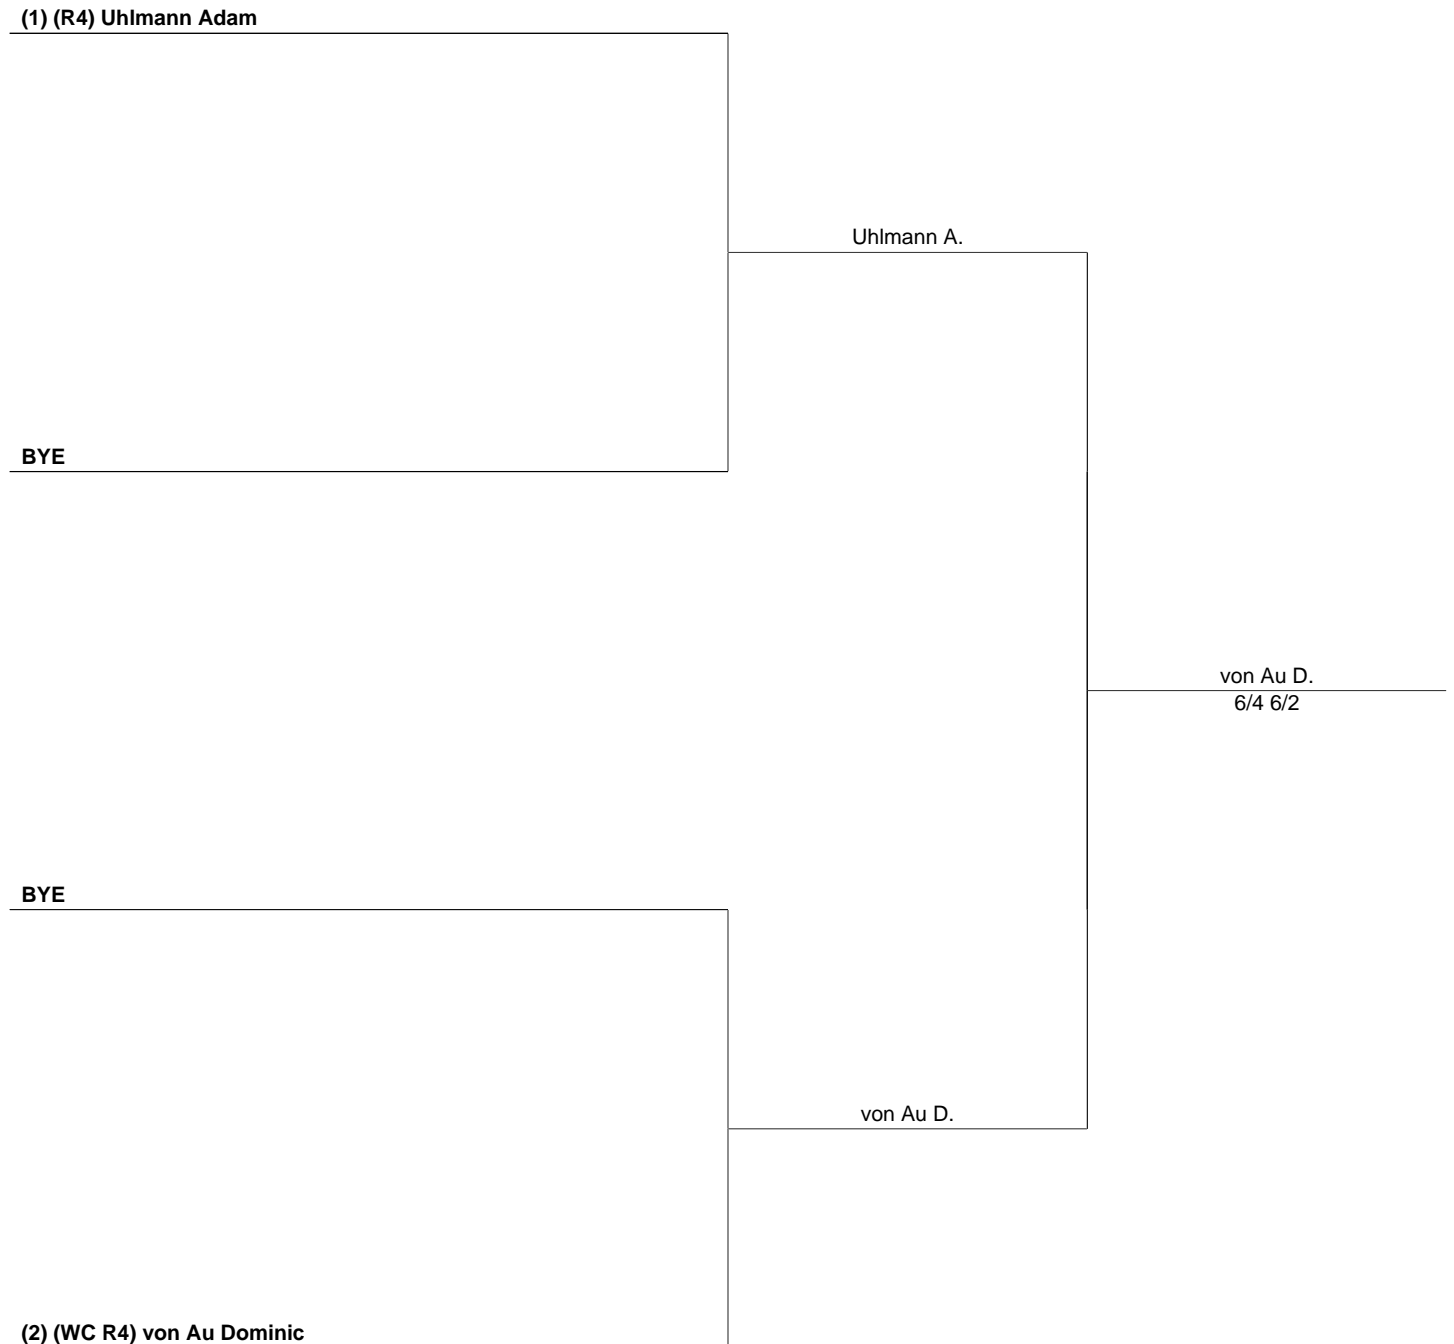 (1) (R4) Uhlmann Adam
Uhlmann A.
BYE
von Au D.
6/4 6/2
BYE
von Au D.
(2) (WC R4) von Au Dominic